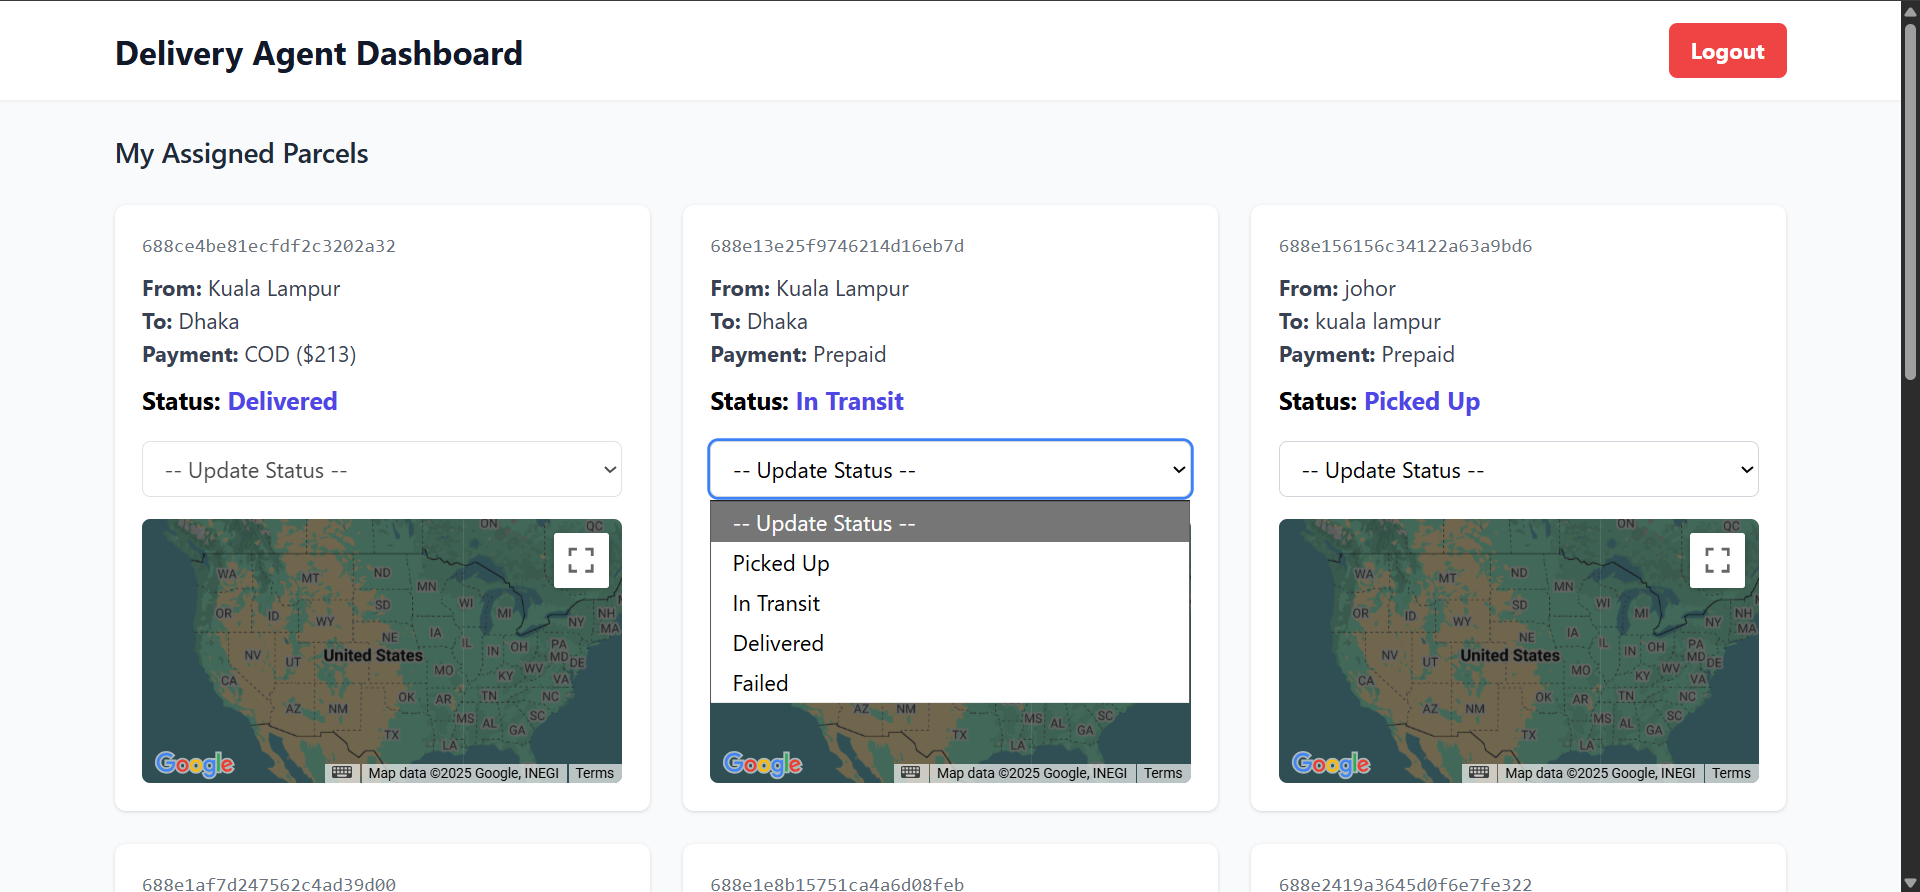 Delivery Agent Dashboard
Logout
My Assigned Parcels
688ce4be81ecfdf2c3202a32
From: Kuala Lampur
To: Dhaka
Payment: COD ($213)
Status: Delivered
-- Update Status --
ON
QC
WA
MT
ND
MN
OR
ID
WY
SD
WI
MI
NH
NY
MA
NV
UT
NE
IA
IL
IN
OH
PA
MD
DE
United States
MO
WV
CA
KY
VA
OK
AR
TN
NC
AZ
NM
MS
AL
SC
TX
GA
LA
Google
Map data ©2025 Google, INEGI
Terms
688e13e25f9746214d16eb7d
From: Kuala Lampur
To: Dhaka
Payment: Prepaid
Status: In Transit
-- Update Status --
-- Update Status --
Picked Up
In Transit
Delivered
Failed
AZ
NM
MS
AL
SC
TX
GA
LA
Google
Map data ©2025 Google, INEGI
Terms
688e156156c34122a63a9bd6
From: johor
To: kuala lampur
Payment: Prepaid
Status: Picked Up
-- Update Status --
ON
QC
WA
MT
ND
MN
OR
ID
WY
SD
WI
MI
NH
NY
MA
NV
UT
NE
IA
IL
IN
OH
PA
MD
DE
United States
MO
WV
CA
KY
VA
OK
AR
TN
NC
AZ
NM
MS
AL
SC
TX
GA
LA
Google
Map data ©2025 Google, INEGI
Terms
688e1af7d247562c4ad39d00
688e1e8b15751ca4a6d08feb
688e2419a3645d0f6e7fe322